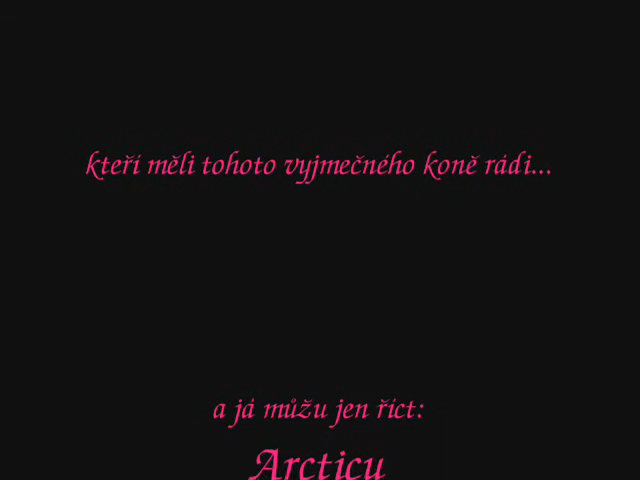 kteří měli tohoto vyjmečného koně rádi...
a já můžu jen říct:
Arcticu